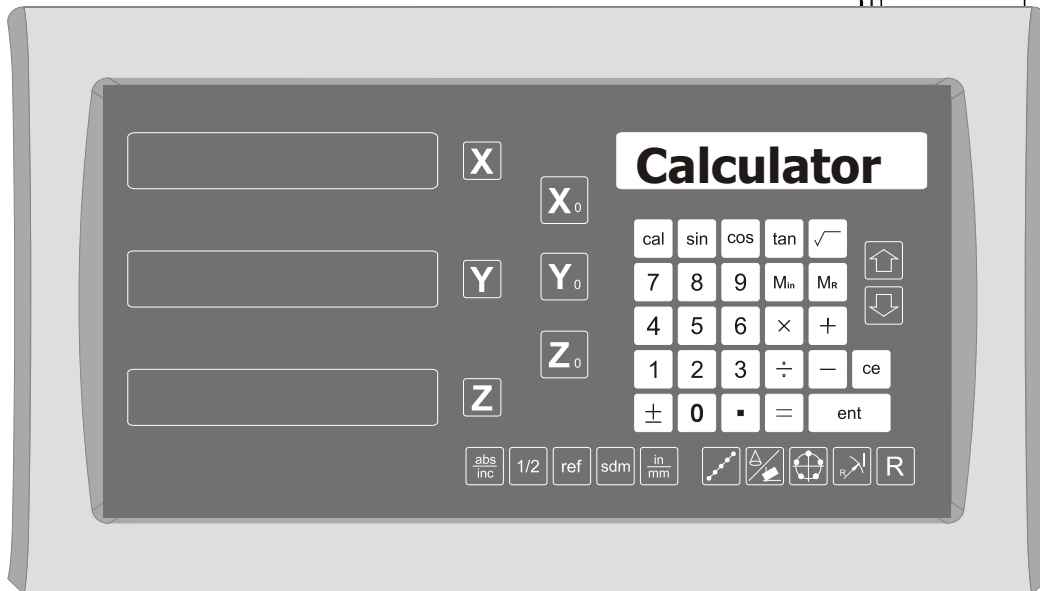 X
Calculator
X0
cal sin cos tan √
7 8 9 Min MR
Y
Y0
4 5 6 × +
Z0
1 2 3 ÷ − ce
Z
± 0 . = ent
abs/inc 1/2 ref sdm in/mm R R